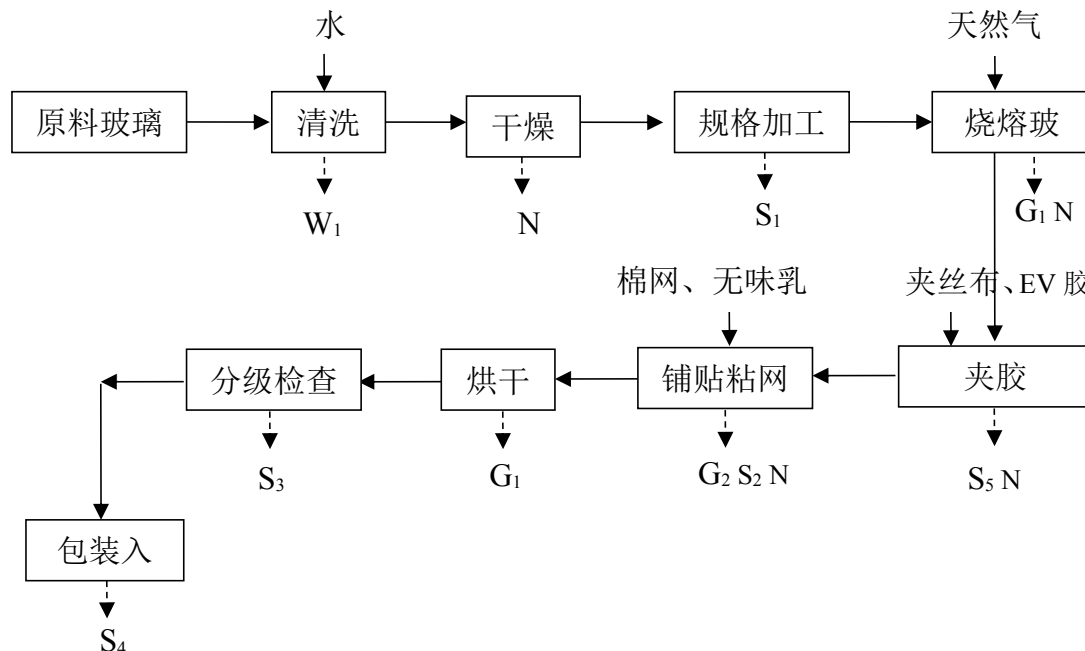 水
天然气
原料玻璃
清洗
干燥
规格加工
烧熔玻
W₁
N
S₁
G₁ N
棉网、无味乳
夹丝布、EV 胶
分级检查
烘干
铺贴粘网
夹胶
S₃
G₁
G₂ S₂ N
S₅ N
包装入
S₄